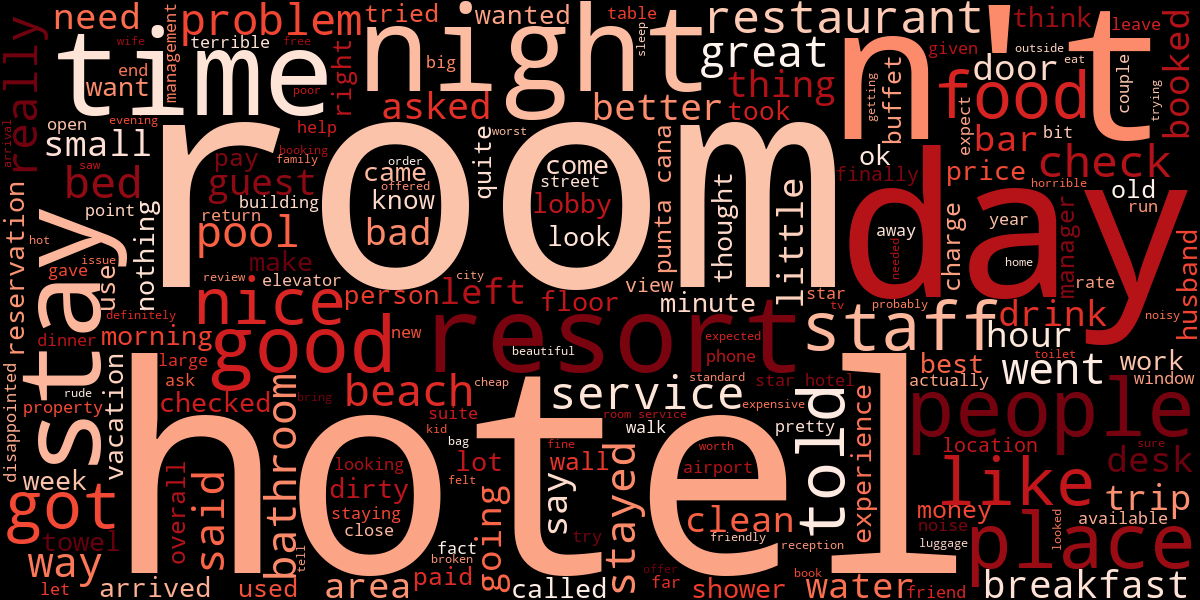 need
problem
tried
wanted
table
restaurant
n't
think
leave
booked
wife
terrible
free
time
night
sleep
great
given
outside
eat
couple
trying
door
really
management
end
want
poor
right
big
thing
buffet
getting
food
asked
better
took
expect
bar
bit
open
evening
help
small
booking
family
room
order
came
offered
know
bad
quite
worst
come
street
lobby
look
punta cana
thought
little
ok
finally
price
check
horrible
old
run
arrival
saw
bed
pay
guest
building
return
pool
point
nothing
day
away
needed
home
year
charge
manager
rate
husband
reservation
hot
stay
issue
gave
use
make
review
elevator
city
view
minute
star
tv
probably
nice
person
left
floor
definitely
morning
dinner
good
new
resort
expected
phone
beautiful
staff
drink
hour
noisy
toilet
best
went
work
window
actually
disappointed
large
ask
checked
rude
property
vacation
bring
beach
suite
cheap
kid
service
standard
star hotel
room service
expensive
walk
pretty
told
experience
people
location
sure
desk
hotel
week
got
towel
way
overall
said
bathroom
looking
dirty
staying
close
tell
bag
lot
felt
going
fact
broken
say
fine
wall
try
stayed
worth
airport
clean
friendly
reception
like
money
noise
luggage
trip
available
looked
place
let
arrived
used
area
paid
called
offer
far
shower
book
water
friend
breakfast